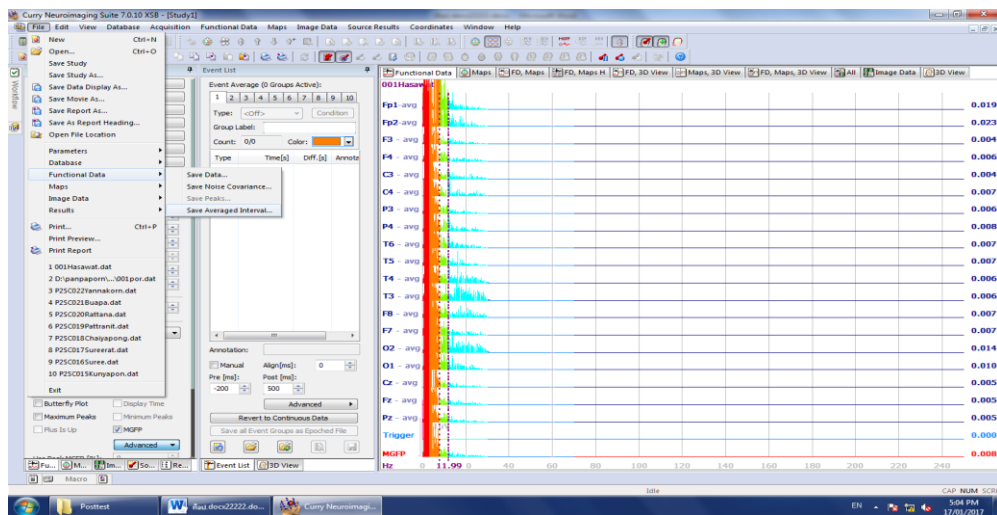 Curry Neuroimaging Suite 7.0.10 XSB - [Study1]
File Edit View Database Acquisition Functional Data Maps Image Data Source Results Coordinates Window Help
New Ctrl+N
Open... Ctrl+O
Save Study
Save Study As...
Save Data Display As...
Save Movie As...
Save Report As...
Save As Report Heading...
Open File Location
Parameters
Database
Functional Data
Maps
Image Data
Results
Print... Ctrl+P
Print Preview...
Print Report
1 001Hasawat.dat
2 D:\panpaporn\...\001por.dat
3 P2SC022Yannakorn.dat
4 P2SC021Buapa.dat
5 P2SC020Rattana.dat
6 P2SC019Pattranit.dat
7 P2SC018Chaiyapong.dat
8 P2SC017Sureerat.dat
9 P2SC016Suree.dat
10 P2SC015Kunyapon.dat
Exit
Save Data...
Save Noise Covariance...
Save Peaks...
Save Averaged Interval...
Workflow
Butterfly Plot Display Time
Maximum Peaks Minimum Peaks
Plus Is Up MGFP
Advanced
Fu... M... Im... So... Re...
Macro
Event List
Event Average (0 Groups Active):
1 2 3 4 5 6 7 8 9 10
Type: <Off> Condition
Group Label:
Count: 0/0 Color:
Type Time[s] Diff.[s] Annota
Annotation:
Manual Align[ms]: 0
Pre [ms]: Post [ms]:
-200 500
Advanced
Revert to Continuous Data
Save all Event Groups as Epoched File
Event List 3D View
Functional Data Maps FD, Maps FD, Maps H FD, 3D View Maps, 3D View FD, Maps, 3D View All Image Data 3D View
001Hasawat
Fp1-avg 0.019
Fp2-avg 0.023
F3 - avg 0.004
F4 - avg 0.006
C3 - avg 0.004
C4 - avg 0.007
P3 - avg 0.006
P4 - avg 0.008
T6 - avg 0.007
T5 - avg 0.007
T4 - avg 0.006
T3 - avg 0.006
F8 - avg 0.007
F7 - avg 0.007
O2 - avg 0.014
O1 - avg 0.010
Cz - avg 0.005
Fz - avg 0.005
Pz - avg 0.005
Trigger 0.000
MGFP 0.008
Hz 0 11.99 0 40 60 80 100 120 140 160 180 200 220 240
Idle
CAP NUM SCR
Posttest
docx22222.do...
Curry Neuroimagi...
EN
5:04 PM
17/01/2017